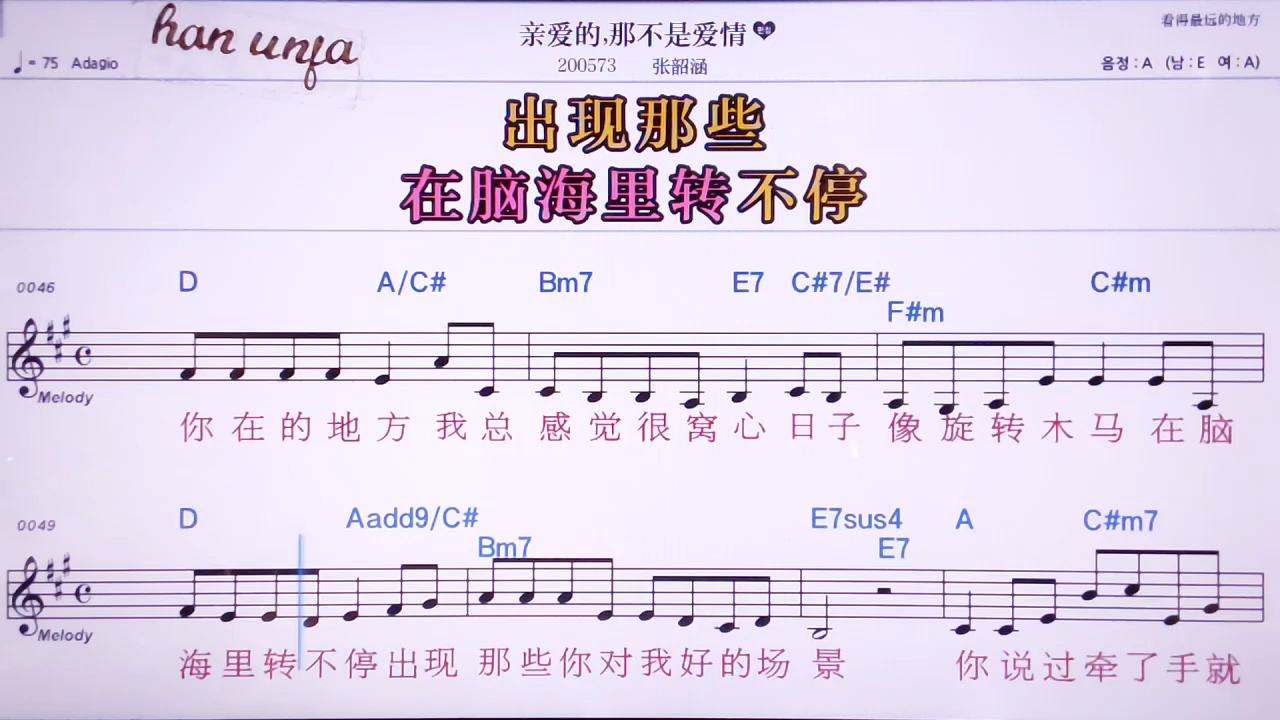 han unfa
亲爱的,那不是爱情
看得最远的地方
♩= 75 Adagio
200573 张韶涵
음정 : A (남 : E 여 : A)
出现那些
在脑海里转不停
0046
D A/C# Bm7 E7 C#7/E# F#m C#m
Melody
你在的地方我总感觉很窝心日子像旋转木马在脑
0049
D Aadd9/C# Bm7 E7sus4 E7 A C#m7
Melody
海里转不停出现那些你对我好的场景你说过牵了手就